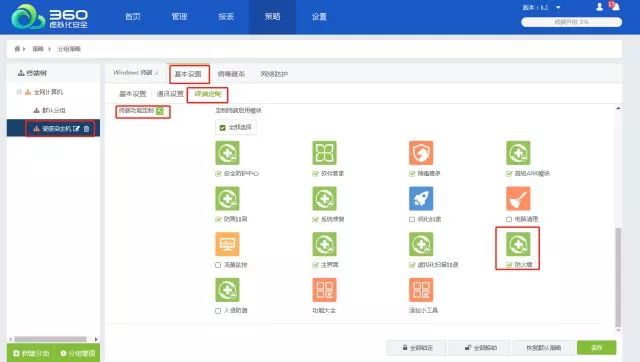 360
虚拟化安全
首页 管理 报表 策略 设置
版本：6.1
终端升级 0%
策略 > 分组策略
终端树
全网计算机
默认分组
Windows 终端 基本设置 病毒查杀 网络防护
基本设置 通讯设置 终端定制
终端功能定制
定制终端启用模块
全部选择
安全防护中心 软件管家 病毒查杀 高级ARK模块
防黑加固 系统修复 优化加速 电脑清理
流量监控 主界面 虚拟化扫描加速 防火墙
入侵防御 功能大全 添加小工具
新建分组 分组管理
全部锁定 全部解锁 恢复默认策略 保存